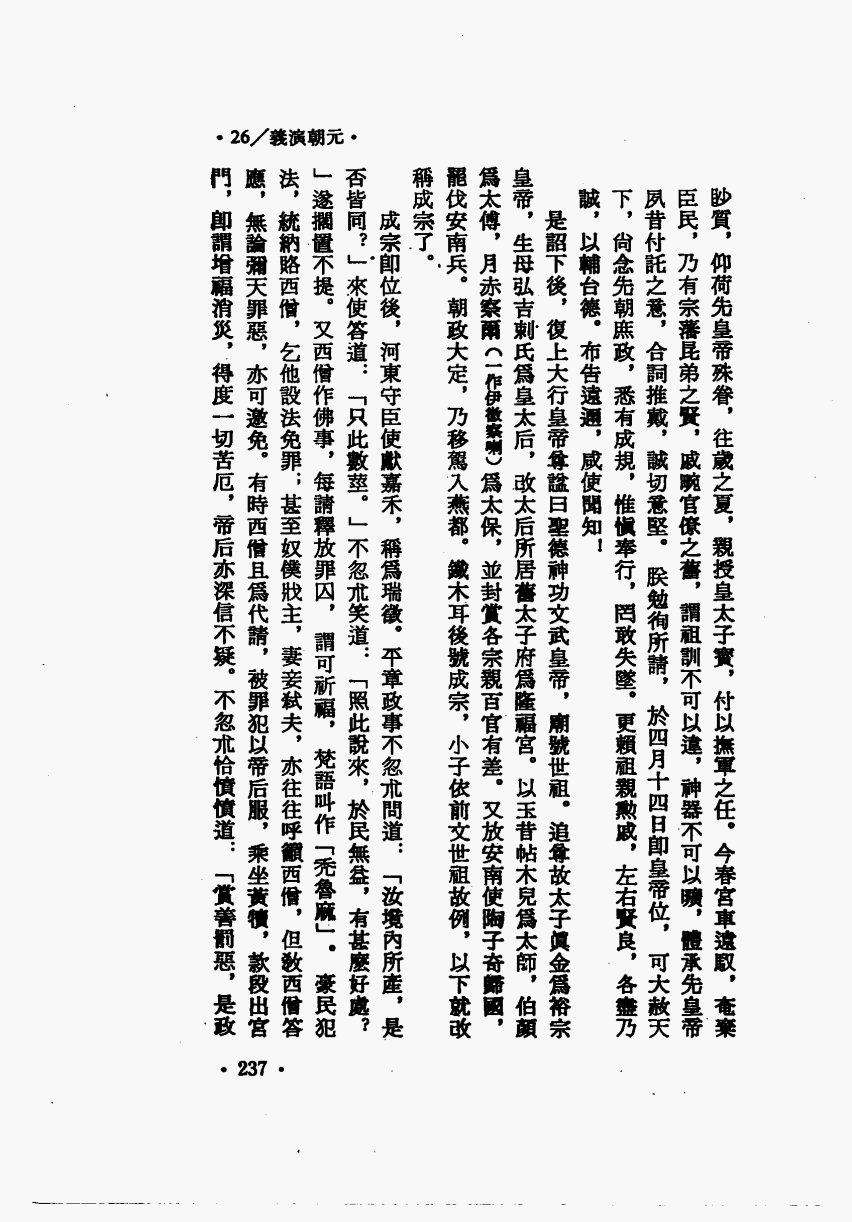 ·26／義演朝元·
眇質，仰荷先皇帝殊眷，往歲之夏，親授皇太子寶，付以撫軍之任。今春宮車遠馭，奄棄
臣民，乃有宗藩昆弟之賢，戚畹官僚之舊，謂祖訓不可以違，神器不可以曠，體承先皇帝
夙昔付託之意，合詞推戴，誠切意堅。朕勉徇所請，於四月十四日卽皇帝位，可大赦天
下，尙念先朝庶政，悉有成規，惟愼奉行，罔敢失墜。更賴祖親勳戚，左右賢良，各盡乃
誠，以輔台德。布告遠邇，咸使聞知！
是詔下後，復上大行皇帝尊諡曰聖德神功文武皇帝，廟號世祖。追尊故太子眞金爲裕宗
皇帝，生母弘吉剌氏爲皇太后，改太后所居舊太子府爲隆福宮。以玉昔帖木兒爲太師，伯顏
爲太傅，月赤察爾（一作伊徹察喇）爲太保，並封賞各宗親百官有差。又放安南使陶子奇歸國，
罷伐安南兵。朝政大定，乃移駕入燕都。鐵木耳後號成宗，小子依前文世祖故例，以下就改
稱成宗了。
成宗卽位後，河東守臣使獻嘉禾，稱爲瑞徵。平章政事不忽朮問道：「汝境內所產，是
否皆同？」來使答道：「只此數莖。」不忽朮笑道：「照此說來，於民無益，有甚麼好處？
」遂擱置不提。又西僧作佛事，每請釋放罪囚，謂可祈福，梵語叫作「禿魯麻」。豪民犯
法，統納賂西僧，乞他設法免罪；甚至奴僕戕主，妻妾弒夫，亦往往呼籲西僧，但敎西僧答
應，無論彌天罪惡，亦可邀免。有時西僧且爲代請，被罪犯以帝后服，乘坐黃犢，款段出宮
門，卽謂增福消災，得度一切苦厄，帝后亦深信不疑。不忽朮恰憤憤道：「賞善罰惡，是政
·237·